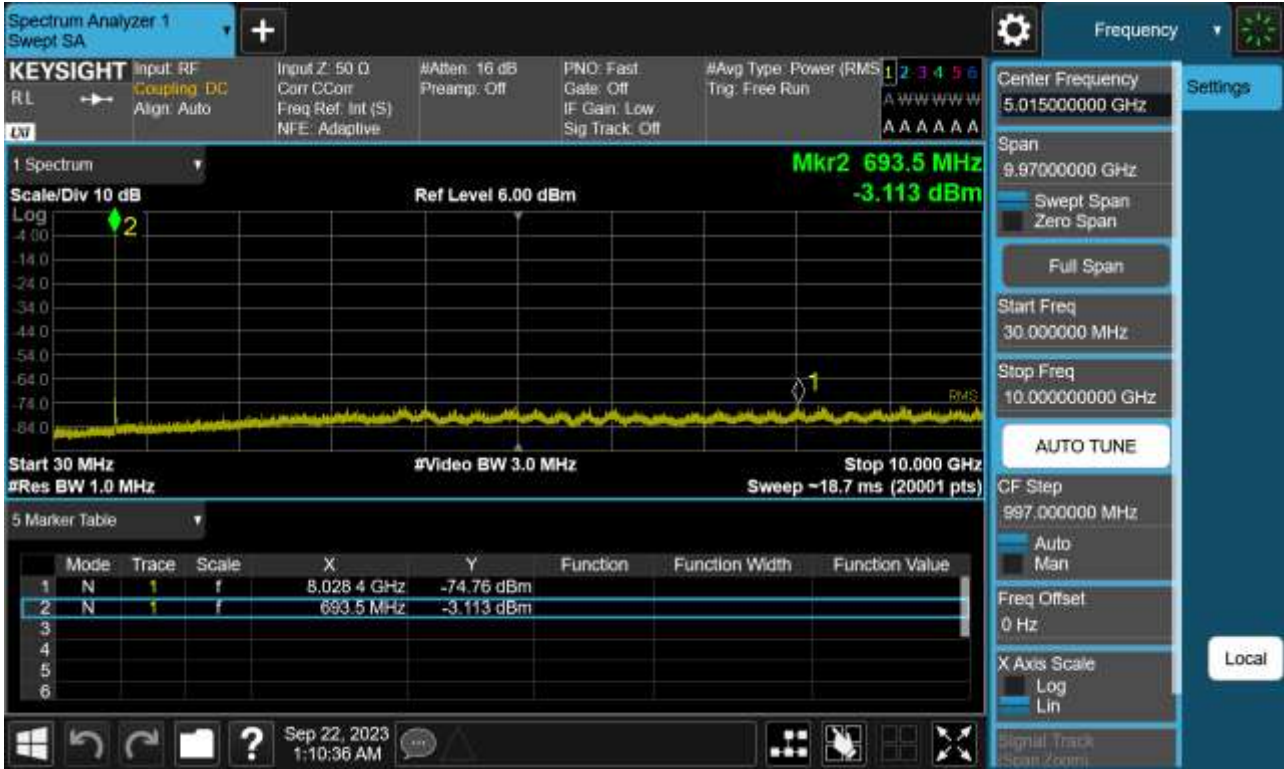 Spectrum Analyzer 1
Swept SA
+
Frequency
KEYSIGHT
RL
LXI
Input: RF
Coupling: DC
Align: Auto
Input Z: 50 Ω
Corr CCorr
Freq Ref: Int (S)
NFE: Adaptive
#Atten: 16 dB
Preamp: Off
PNO: Fast
Gate: Off
IF Gain: Low
Sig Track: Off
#Avg Type: Power (RMS
Trig: Free Run
1 2 3 4 5 6
A W W W W W
A A A A A A
1 Spectrum
Scale/Div 10 dB
Ref Level 6.00 dBm
Mkr2 693.5 MHz
-3.113 dBm
Log
-4.00
-14.0
-24.0
-34.0
-44.0
-54.0
-64.0
-74.0
-84.0
2
1
RMS
Start 30 MHz
#Video BW 3.0 MHz
Stop 10.000 GHz
#Res BW 1.0 MHz
Sweep ~18.7 ms (20001 pts)
5 Marker Table
Mode Trace Scale X Y Function Function Width Function Value
1 N 1 f 8.028 4 GHz -74.76 dBm
2 N 1 f 693.5 MHz -3.113 dBm
3
4
5
6
?
Sep 22, 2023
1:10:36 AM
Center Frequency
5.015000000 GHz
Settings
Span
9.97000000 GHz
Swept Span
Zero Span
Full Span
Start Freq
30.000000 MHz
Stop Freq
10.000000000 GHz
AUTO TUNE
CF Step
997.000000 MHz
Auto
Man
Freq Offset
0 Hz
X Axis Scale
Log
Lin
Local
Signal Track
(Span Zoom)